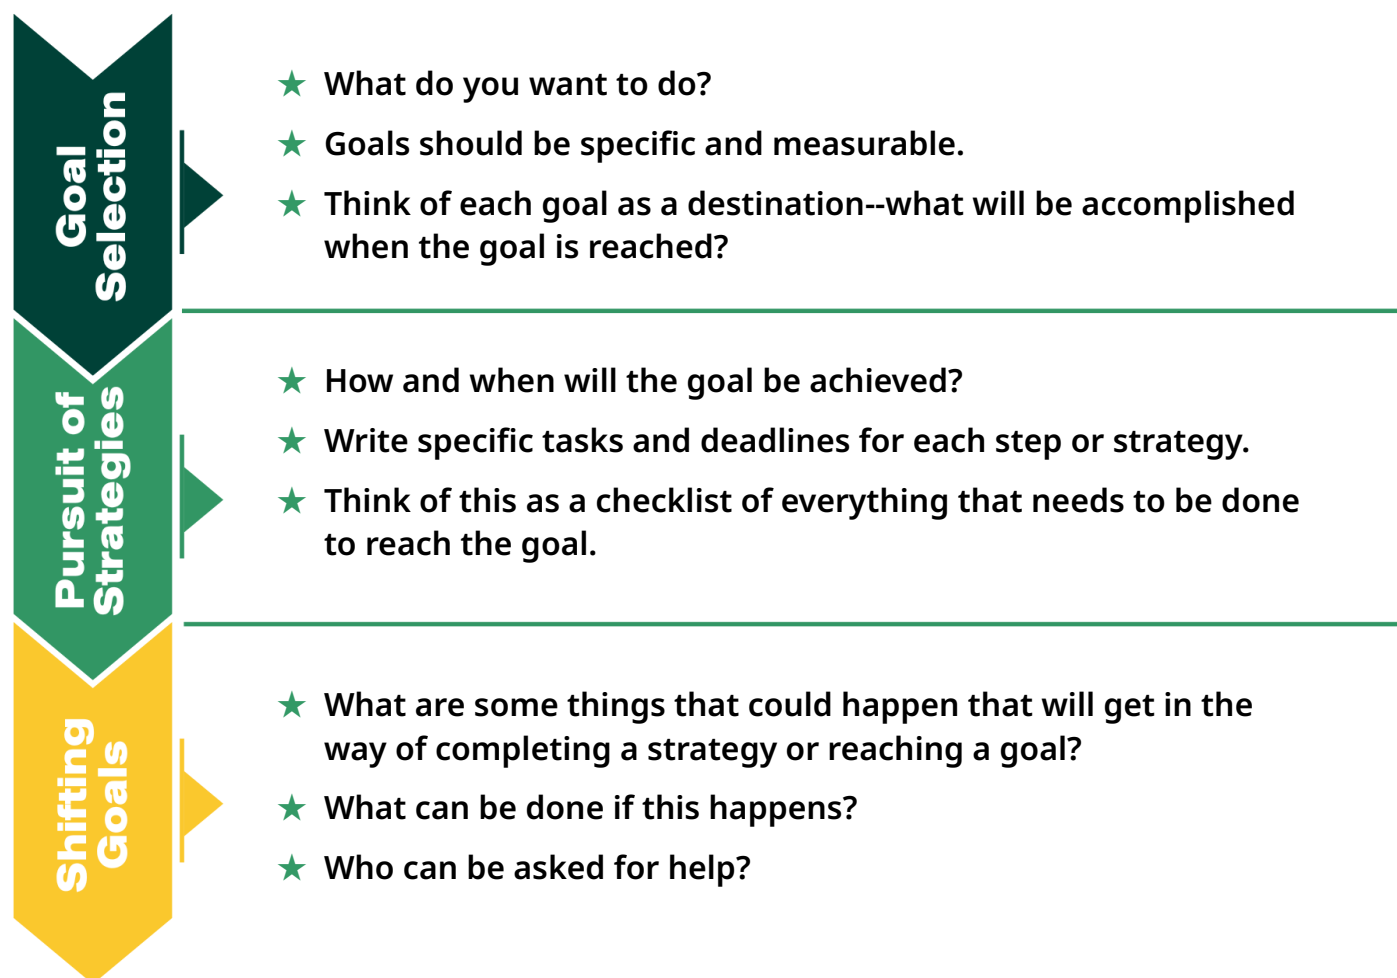 Goal
Selection
★ What do you want to do?
★ Goals should be specific and measurable.
★ Think of each goal as a destination--what will be accomplished
when the goal is reached?
Pursuit of
Strategies
★ How and when will the goal be achieved?
★ Write specific tasks and deadlines for each step or strategy.
★ Think of this as a checklist of everything that needs to be done
to reach the goal.
Shifting
Goals
★ What are some things that could happen that will get in the
way of completing a strategy or reaching a goal?
★ What can be done if this happens?
★ Who can be asked for help?